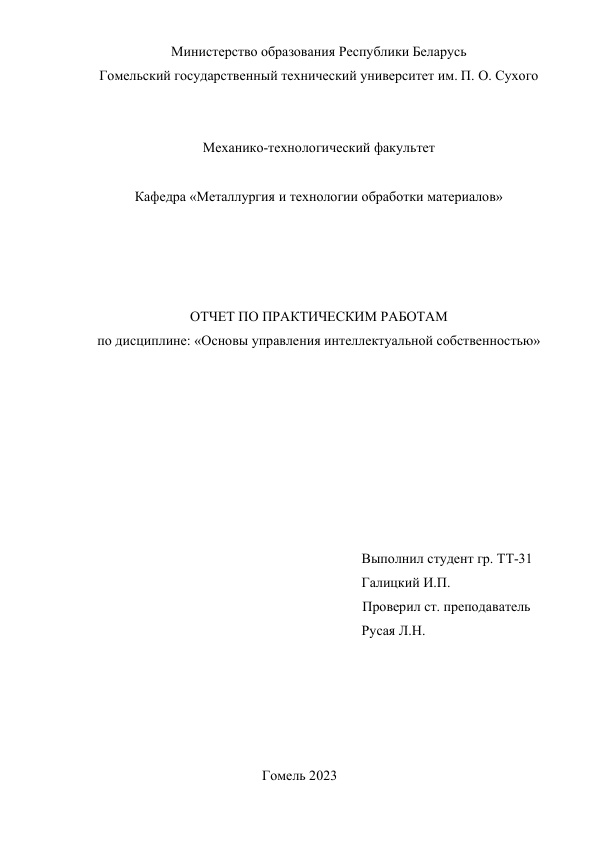 Министерство образования Республики Беларусь
Гомельский государственный технический университет им. П. О. Сухого
Механико-технологический факультет
Кафедра «Металлургия и технологии обработки материалов»
ОТЧЕТ ПО ПРАКТИЧЕСКИМ РАБОТАМ
по дисциплине: «Основы управления интеллектуальной собственностью»
Выполнил студент гр. ТТ-31
Галицкий И.П.
Проверил ст. преподаватель
Русая Л.Н.
Гомель 2023